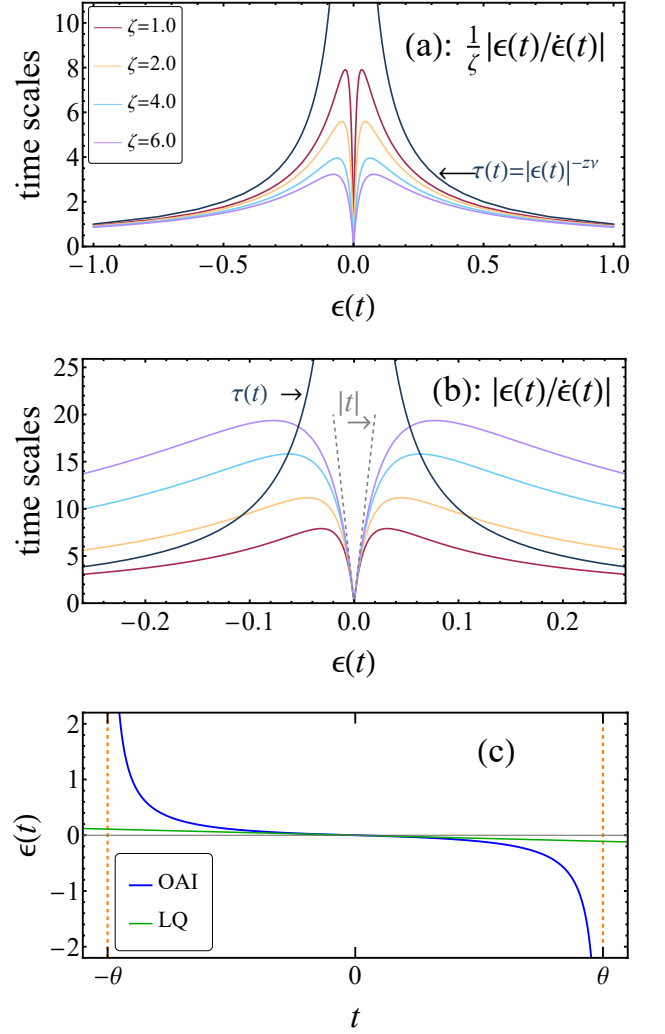 (a): 1/ζ |ϵ(t)/ϵ̇(t)|
ζ=1.0
ζ=2.0
ζ=4.0
ζ=6.0
τ(t)=|ϵ(t)|^{-zν}
time scales
10
8
6
4
2
0
-1.0 -0.5 0.0 0.5 1.0
ϵ(t)
(b): |ϵ(t)/ϵ̇(t)|
τ(t)
|t|
time scales
25
20
15
10
5
0
-0.2 -0.1 0.0 0.1 0.2
ϵ(t)
(c)
ϵ(t)
2
1
0
-1
-2
OAI
LQ
-θ 0 θ
t